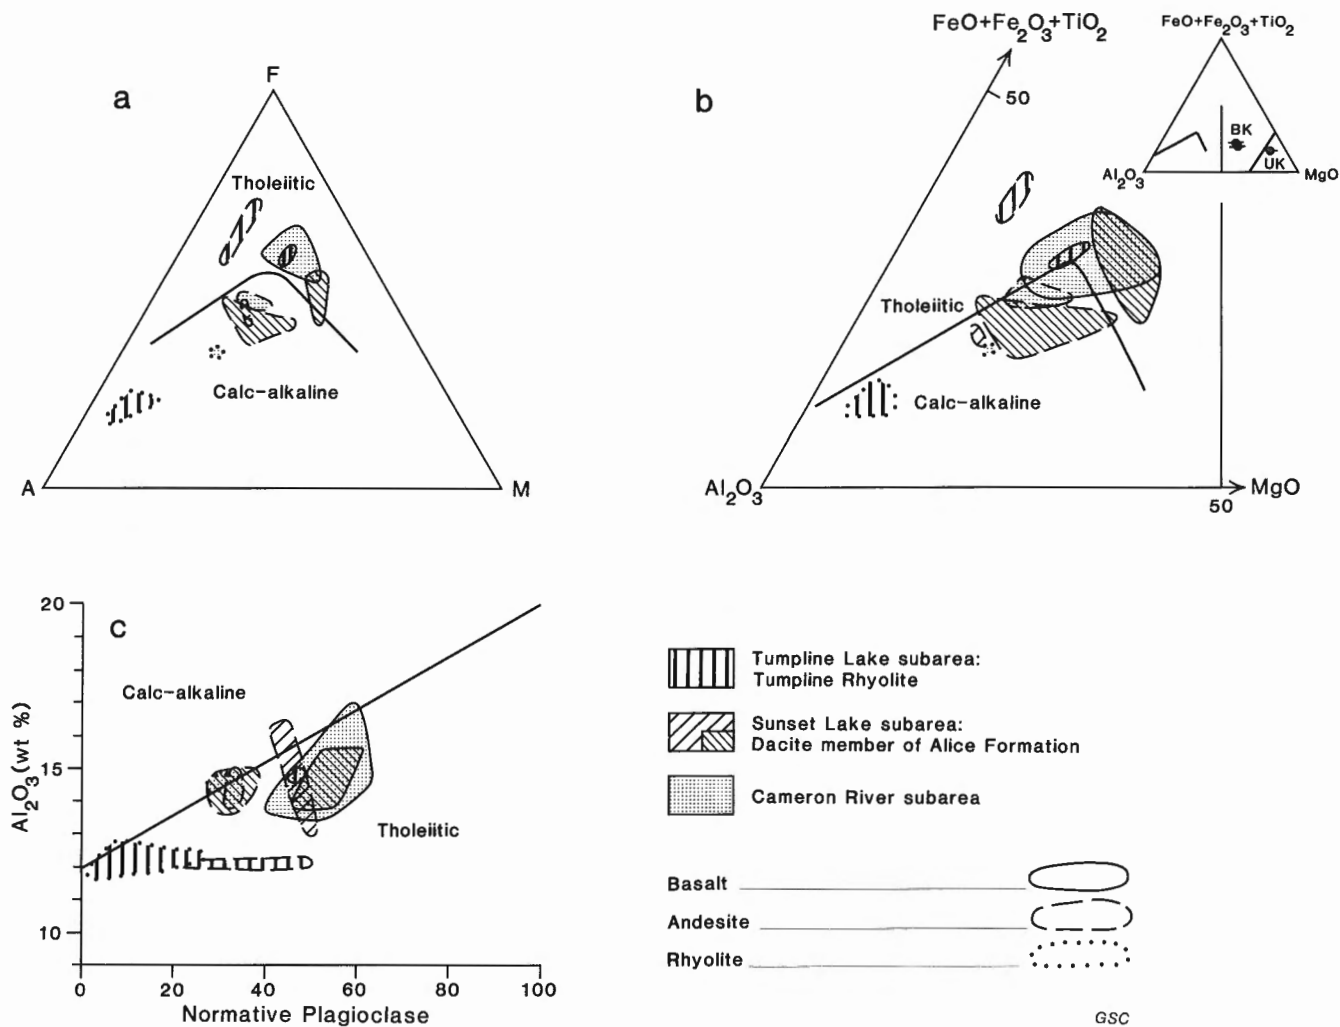 a
F
Tholeiitic
Calc-alkaline
A
M
b
FeO+Fe₂O₃+TiO₂
50
Tholeiitic
Calc-alkaline
Al₂O₃
MgO
50
FeO+Fe₂O₃+TiO₂
BK
UK
Al₂O₃
MgO
c
20
15
10
Al₂O₃(wt %)
Calc-alkaline
Tholeiitic
0
20
40
60
80
100
Normative Plagioclase
Tumpline Lake subarea:
Tumpline Rhyolite
Sunset Lake subarea:
Dacite member of Alice Formation
Cameron River subarea
Basalt
Andesite
Rhyolite
GSC